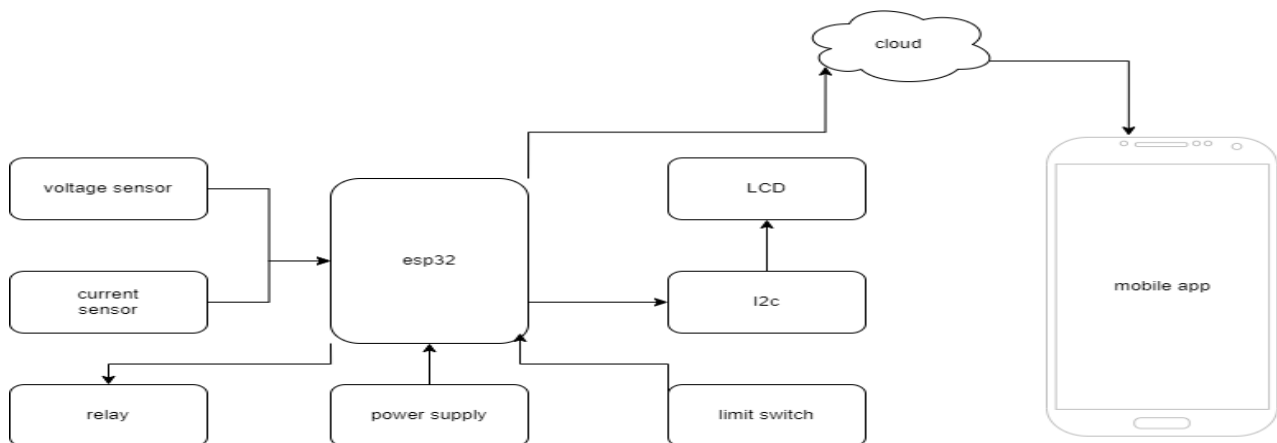 cloud
voltage sensor
LCD
esp32
mobile app
current
sensor
I2c
relay
power supply
limit switch